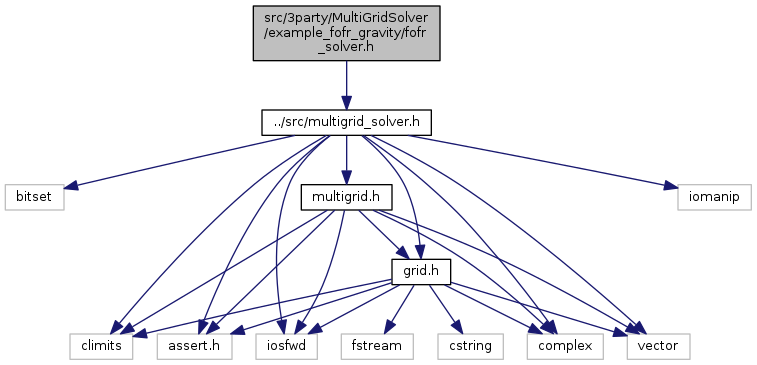 src/3party/MultiGridSolver
/example_fofr_gravity/fofr
_solver.h
../src/multigrid_solver.h
bitset
multigrid.h
iomanip
grid.h
climits
assert.h
iosfwd
fstream
cstring
complex
vector